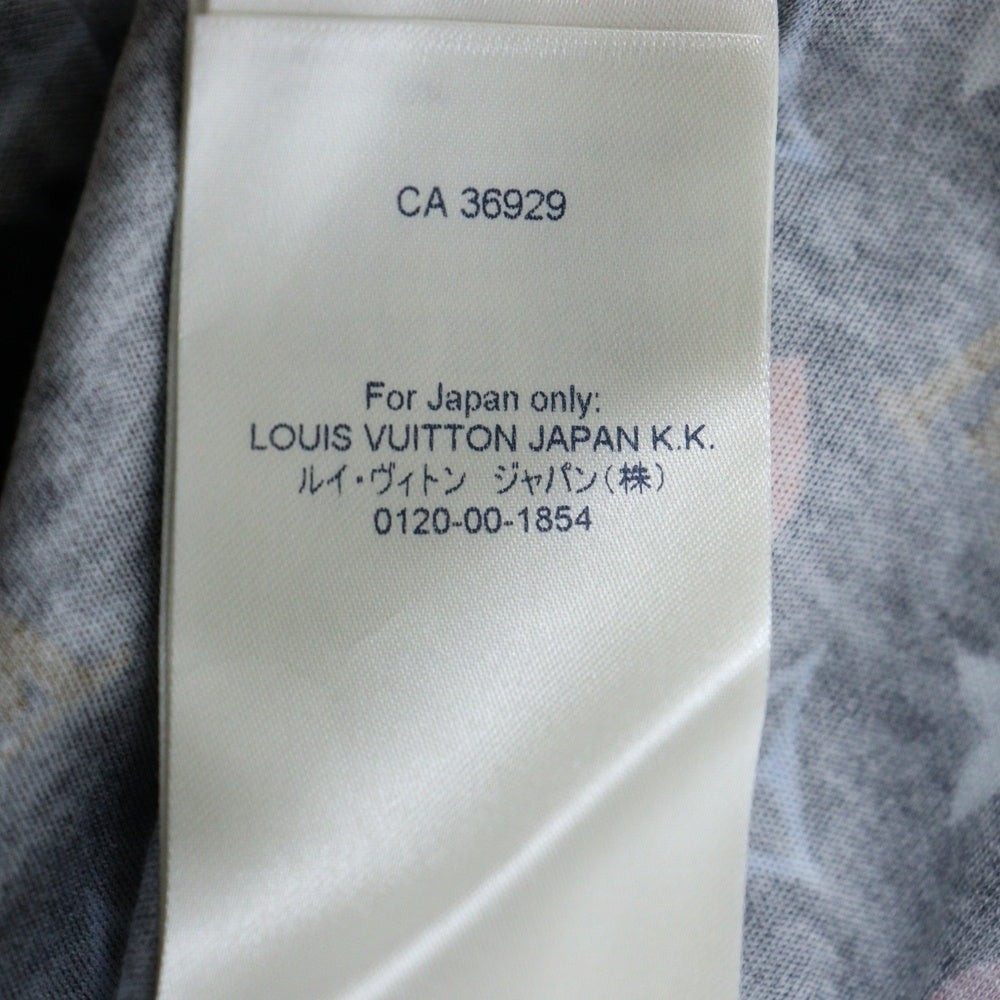 CA 36929
For Japan only:
LOUIS VUITTON JAPAN K.K.
ルイ・ヴィトン ジャパン(株)
0120-00-1854